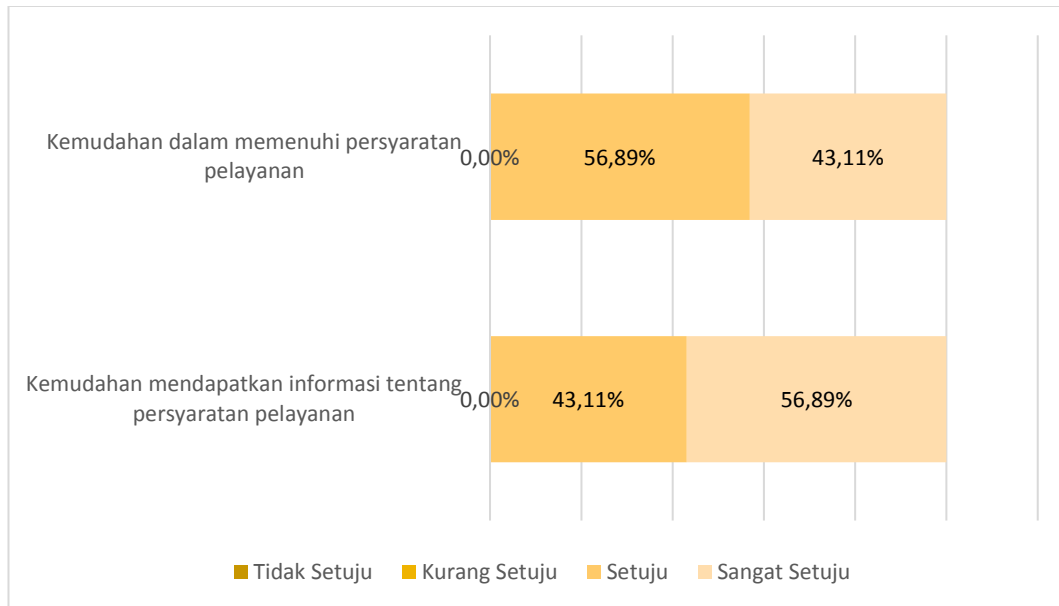 Kemudahan dalam memenuhi persyaratan
pelayanan
0,00%
56,89%
43,11%
Kemudahan mendapatkan informasi tentang
persyaratan pelayanan
0,00%
43,11%
56,89%
Tidak Setuju
Kurang Setuju
Setuju
Sangat Setuju